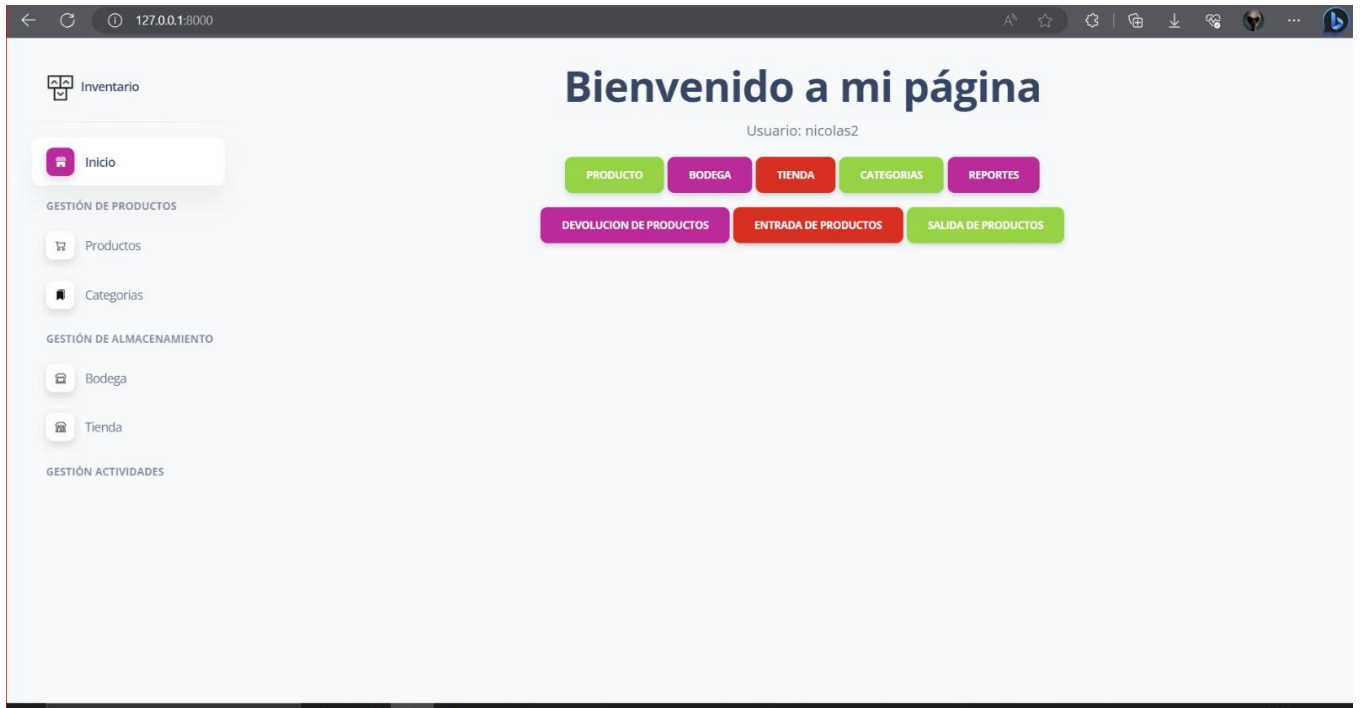 127.0.0.1:8000
Inventario
Inicio
GESTIÓN DE PRODUCTOS
Productos
Categorias
GESTIÓN DE ALMACENAMIENTO
Bodega
Tienda
GESTIÓN ACTIVIDADES
Bienvenido a mi página
Usuario: nicolas2
PRODUCTO BODEGA TIENDA CATEGORIAS REPORTES
DEVOLUCION DE PRODUCTOS ENTRADA DE PRODUCTOS SALIDA DE PRODUCTOS